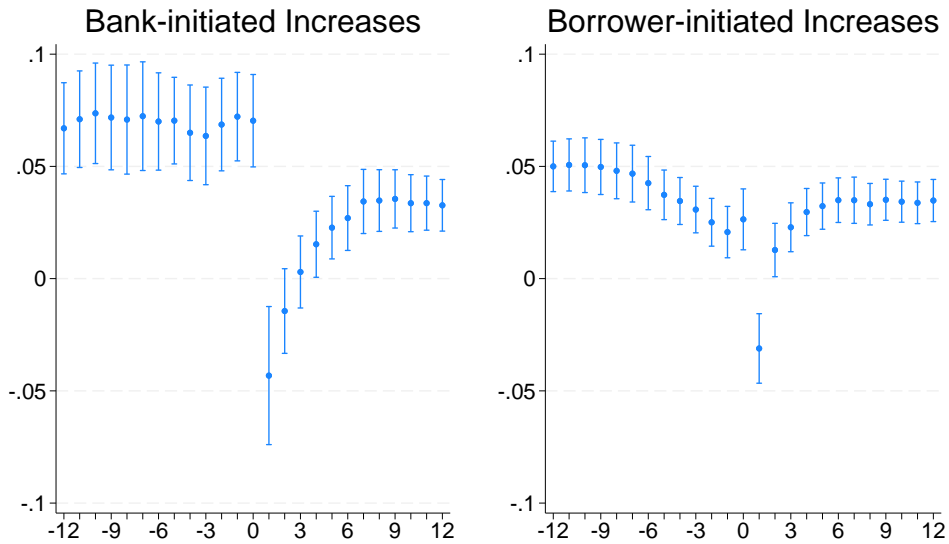 Bank-initiated Increases
.1
.05
0
-.05
-.1
-12 -9 -6 -3 0 3 6 9 12
Borrower-initiated Increases
.1
.05
0
-.05
-.1
-12 -9 -6 -3 0 3 6 9 12